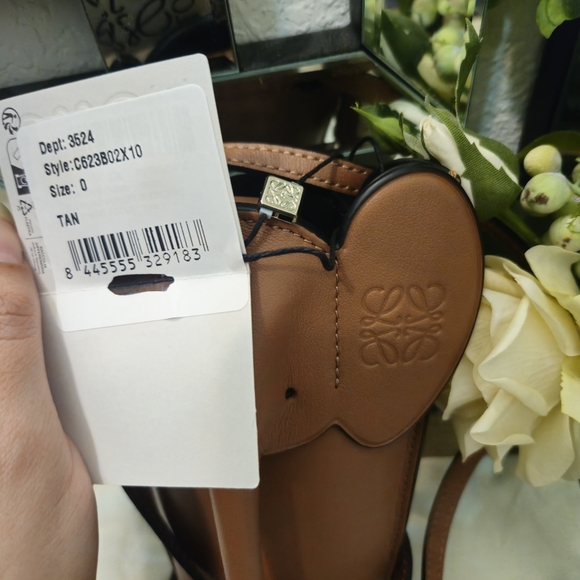 Dept: 3524
Style:C623B02X10
Size: 0
TAN
8 445555 329183